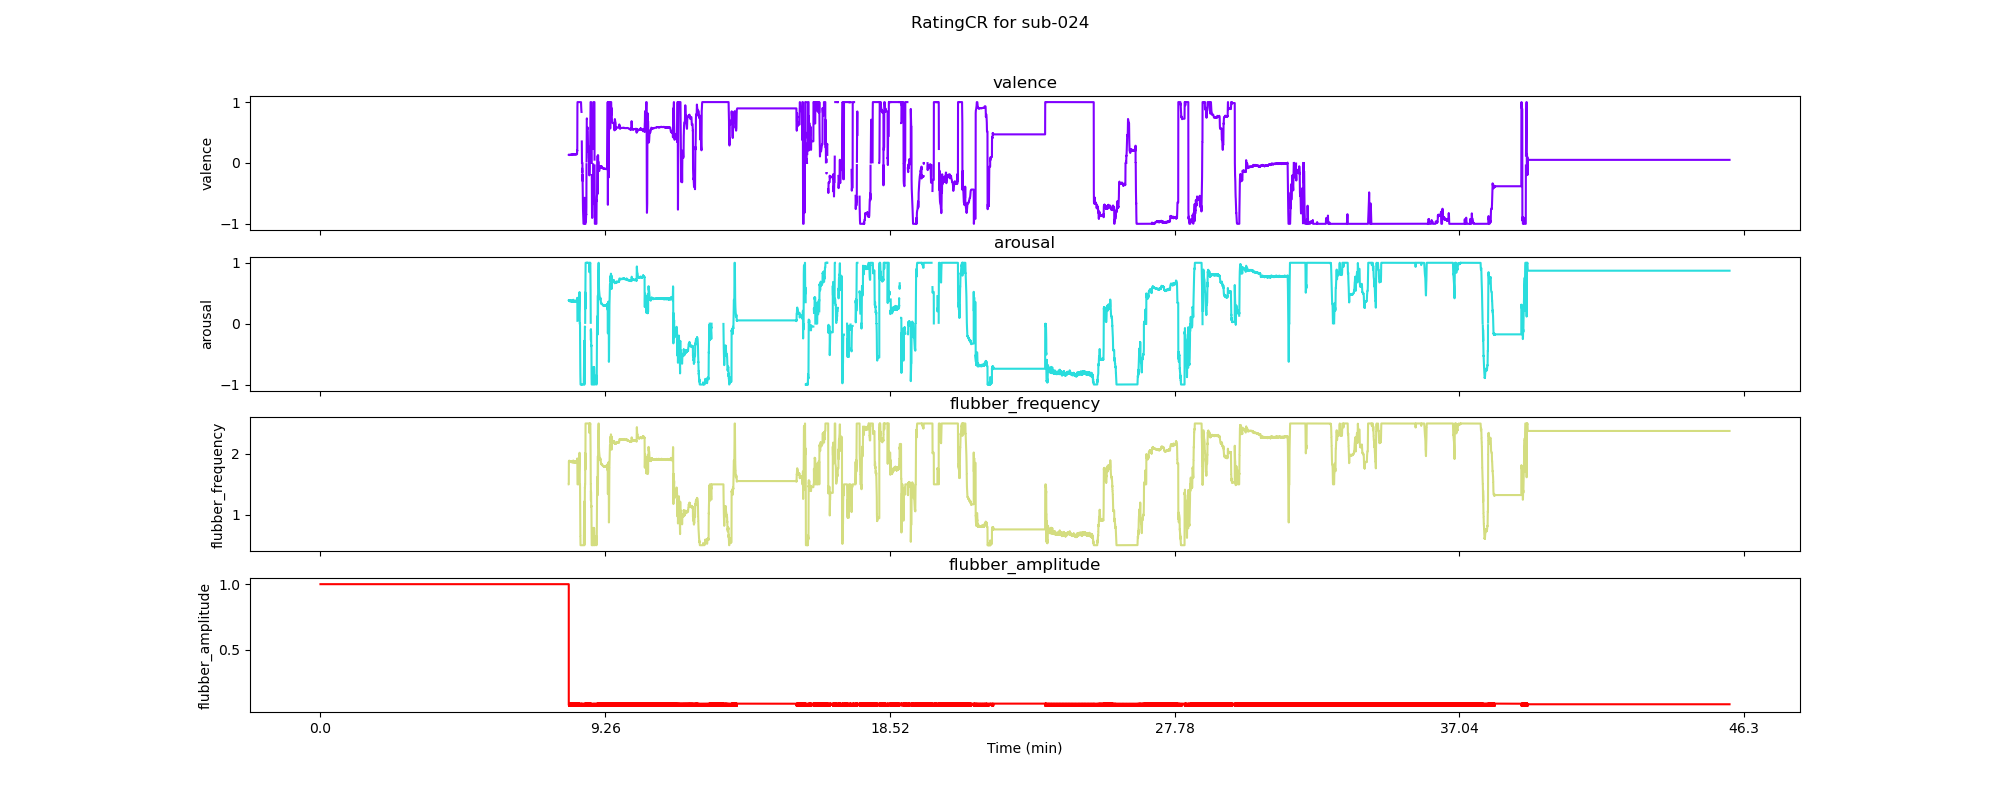 RatingCR for sub-024
valence
1
0
−1
valence
arousal
1
0
−1
arousal
flubber_frequency
2
1
flubber_frequency
flubber_amplitude
1.0
0.5
flubber_amplitude
0.0 9.26 18.52 27.78 37.04 46.3
Time (min)